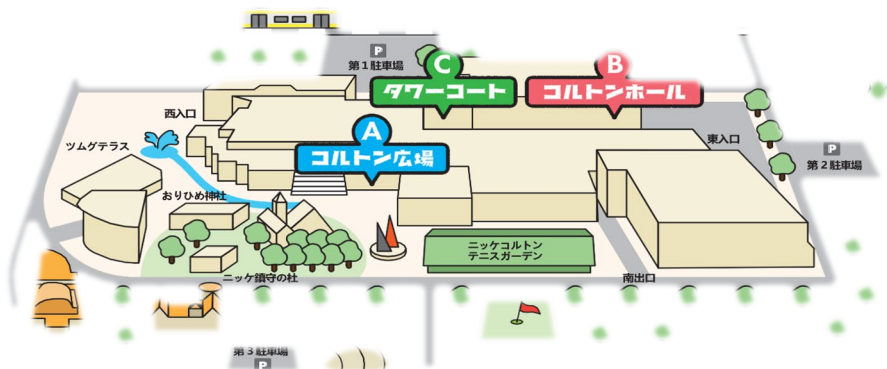 P
第1駐車場
C
タワーコート
B
コルトンホール
西入口
A
コルトン広場
東入口
P
第2駐車場
ツムグテラス
おりひめ神社
ニッケコルトン
テニスガーデン
ニッケ鎮守の杜
南出口
第3駐車場
P